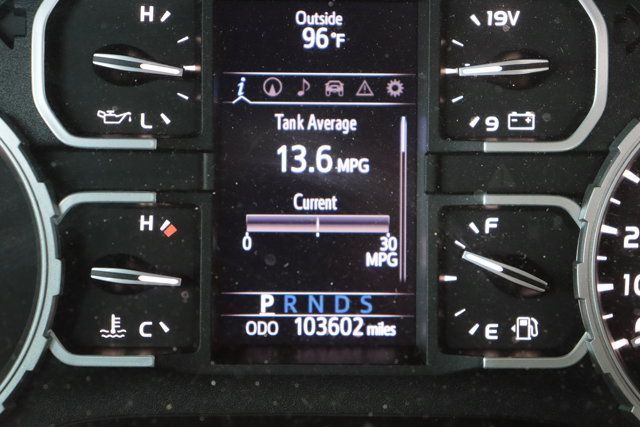 H
L
Outside
96°F
i
Tank Average
13.6 MPG
19V
9
H
C
Current
0 30
MPG
P R N D S
ODO 103602 miles
F
E